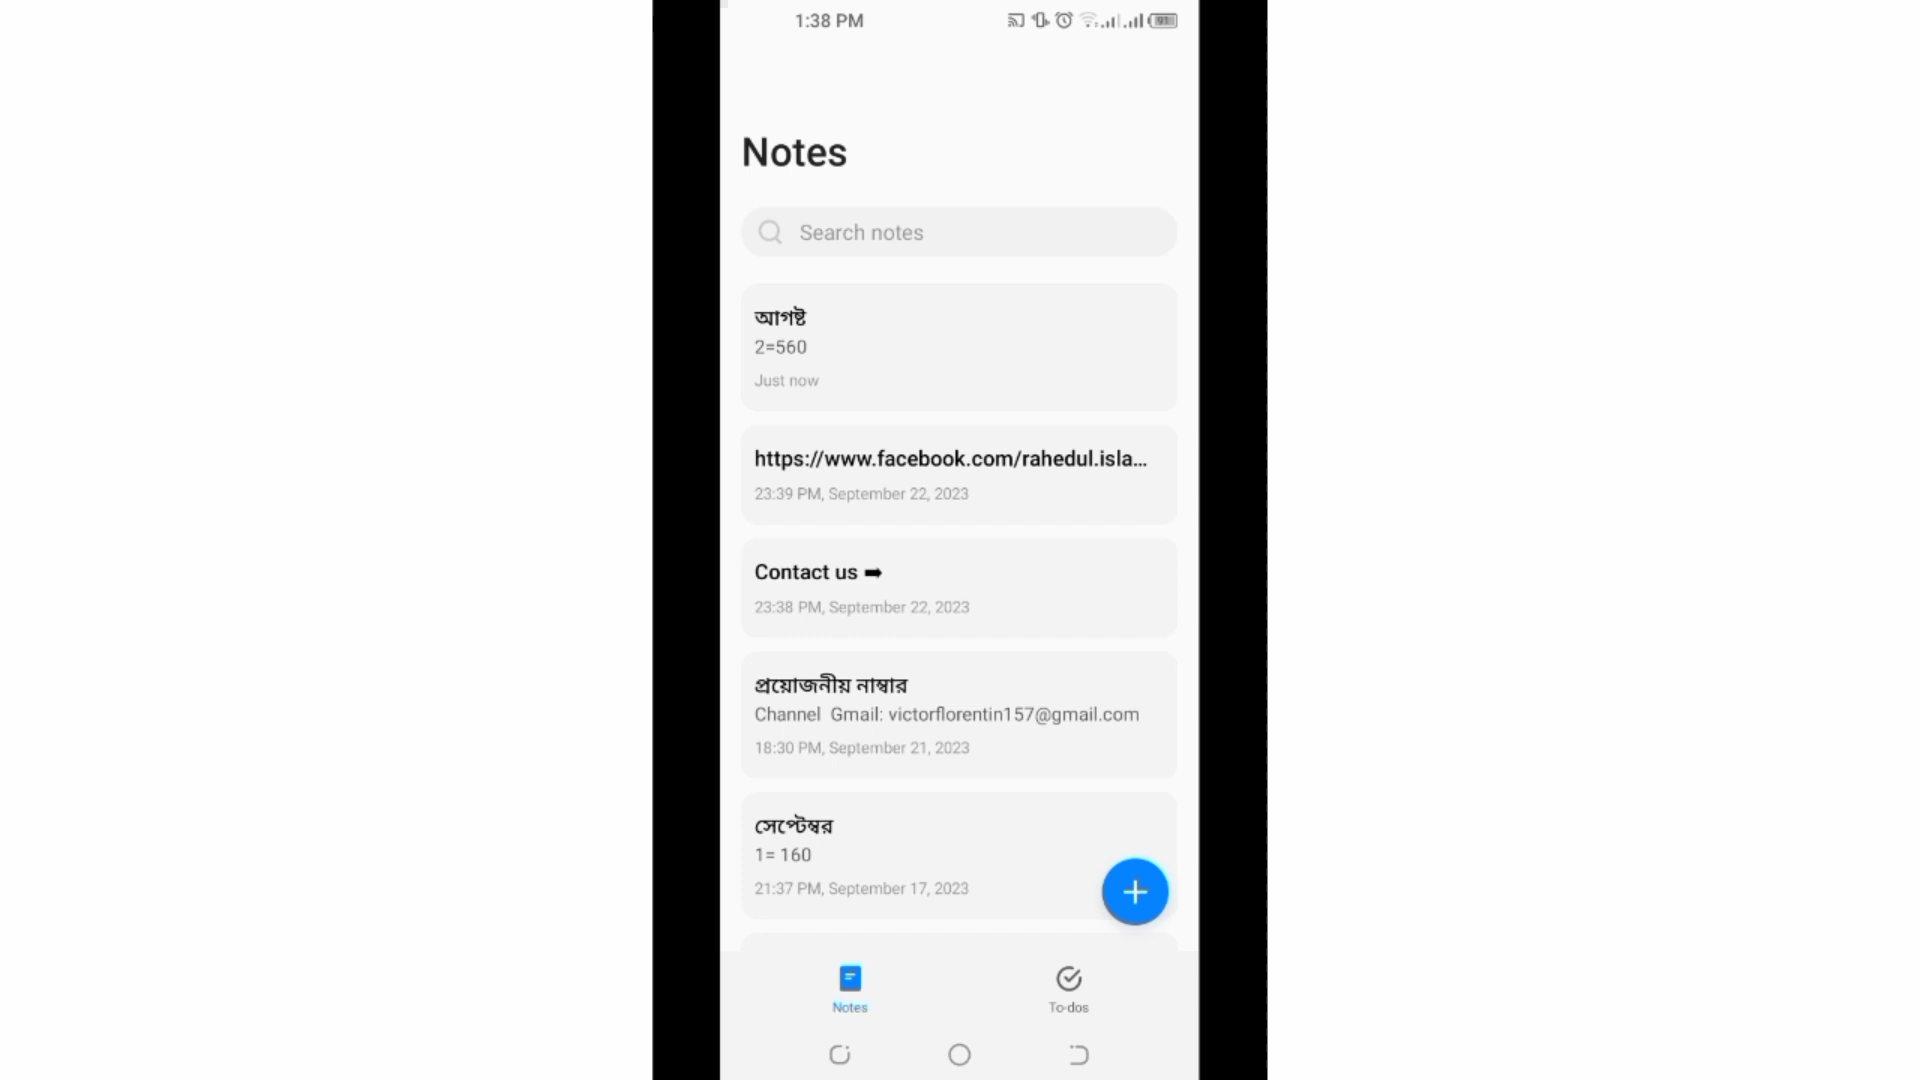 1:38 PM
91
Notes
Search notes
আগষ্ট
2=560
Just now
https://www.facebook.com/rahedul.isla...
23:39 PM, September 22, 2023
Contact us ➡
23:38 PM, September 22, 2023
প্রয়োজনীয় নাম্বার
Channel Gmail: victorflorentin157@gmail.com
18:30 PM, September 21, 2023
সেপ্টেম্বর
1= 160
21:37 PM, September 17, 2023
Notes
To-dos